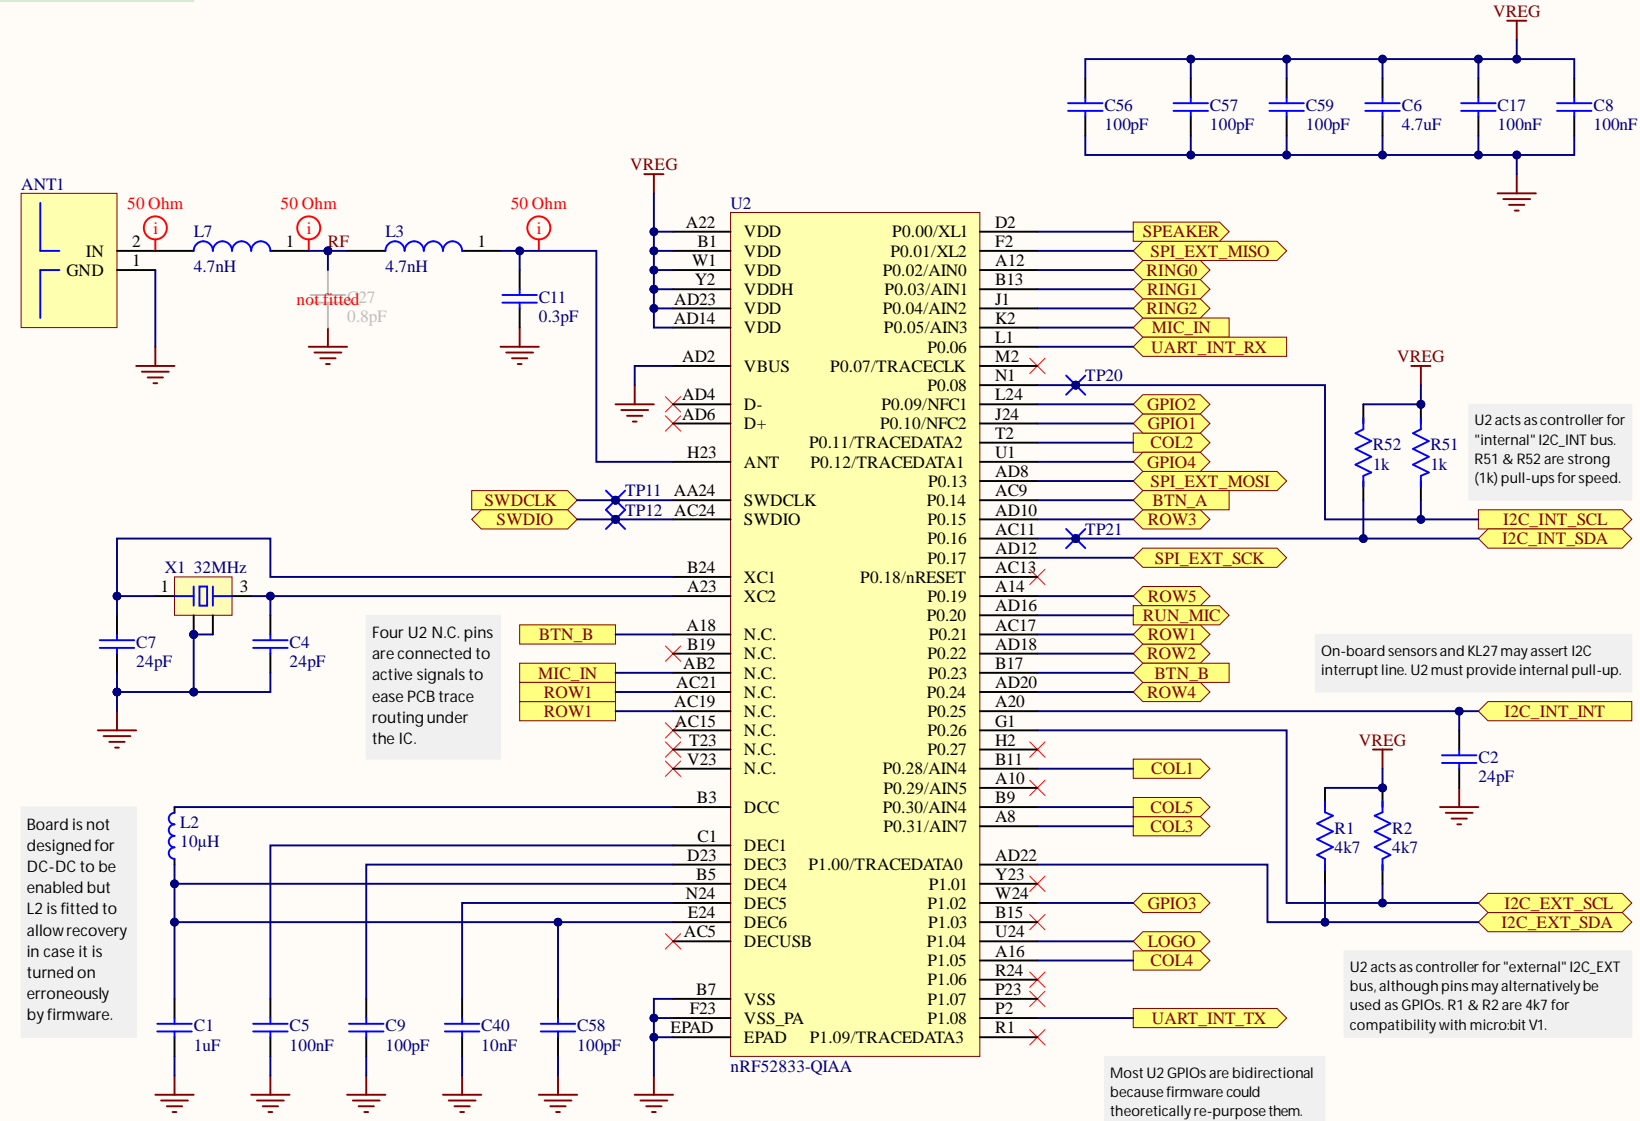 VREG
C56
100pF
C57
100pF
C59
100pF
C6
4.7uF
C17
100nF
C8
100nF
ANT1
IN
GND
2
1
50 Ohm
i
L7
4.7nH
1
50 Ohm
i
RF
not fitted
C27
0.8pF
L3
4.7nH
1
50 Ohm
i
C11
0.3pF
VREG
U2
A22 VDD
B1 VDD
W1 VDD
Y2 VDDH
AD23 VDD
AD14 VDD
AD2 VBUS
AD4 D-
AD6 D+
H23 ANT
SWDCLK TP11 AA24 SWDCLK
SWDIO TP12 AC24 SWDIO
B24 XC1
A23 XC2
BTN_B A18 N.C.
B19 N.C.
MIC_IN AB2 N.C.
ROW1 AC21 N.C.
ROW1 AC19 N.C.
AC15 N.C.
T23 N.C.
V23 N.C.
B3 DCC
C1 DEC1
D23 DEC3
B5 DEC4
N24 DEC5
E24 DEC6
AC5 DECUSB
B7 VSS
F23 VSS_PA
EPAD EPAD
P0.00/XL1 D2 SPEAKER
P0.01/XL2 F2 SPI_EXT_MISO
P0.02/AIN0 A12 RING0
P0.03/AIN1 B13 RING1
P0.04/AIN2 J1 RING2
P0.05/AIN3 K2 MIC_IN
P0.06 L1 UART_INT_RX
P0.07/TRACECLK M2
P0.08 N1 TP20
P0.09/NFC1 L24 GPIO2
P0.10/NFC2 J24 GPIO1
P0.11/TRACEDATA2 T2 COL2
P0.12/TRACEDATA1 U1 GPIO4
P0.13 AD8 SPI_EXT_MOSI
P0.14 AC9 BTN_A
P0.15 AD10 ROW3
P0.16 AC11 TP21
P0.17 AD12 SPI_EXT_SCK
P0.18/nRESET AC13
P0.19 A14 ROW5
P0.20 AD16 RUN_MIC
P0.21 AC17 ROW1
P0.22 AD18 ROW2
P0.23 B17 BTN_B
P0.24 AD20 ROW4
P0.25 A20 I2C_INT_INT
P0.26 G1
P0.27 H2
P0.28/AIN4 B11 COL1
P0.29/AIN5 A10
P0.30/AIN4 B9 COL5
P0.31/AIN7 A8 COL3
P1.00/TRACEDATA0 AD22
P1.01 Y23
P1.02 W24 GPIO3
P1.03 B15
P1.04 U24 LOGO
P1.05 A16 COL4
P1.06 R24
P1.07 P23
P1.08 P2 UART_INT_TX
P1.09/TRACEDATA3 R1
nRF52833-QIAA
X1 32MHz
1
3
C7
24pF
C4
24pF
Four U2 N.C. pins
are connected to
active signals to
ease PCB trace
routing under
the IC.
Board is not
designed for
DC-DC to be
enabled but
L2 is fitted to
allow recovery
in case it is
turned on
erroneously
by firmware.
L2
10µH
C1
1uF
C5
100nF
C9
100pF
C40
10nF
C58
100pF
VREG
R52
1k
R51
1k
I2C_INT_SCL
I2C_INT_SDA
U2 acts as controller for
"internal" I2C_INT bus.
R51 & R52 are strong
(1k) pull-ups for speed.
On-board sensors and KL27 may assert I2C
interrupt line. U2 must provide internal pull-up.
C2
24pF
VREG
R1
4k7
R2
4k7
I2C_EXT_SCL
I2C_EXT_SDA
U2 acts as controller for "external" I2C_EXT
bus, although pins may alternatively be
used as GPIOs. R1 & R2 are 4k7 for
compatibility with micro:bit V1.
Most U2 GPIOs are bidirectional
because firmware could
theoretically re-purpose them.